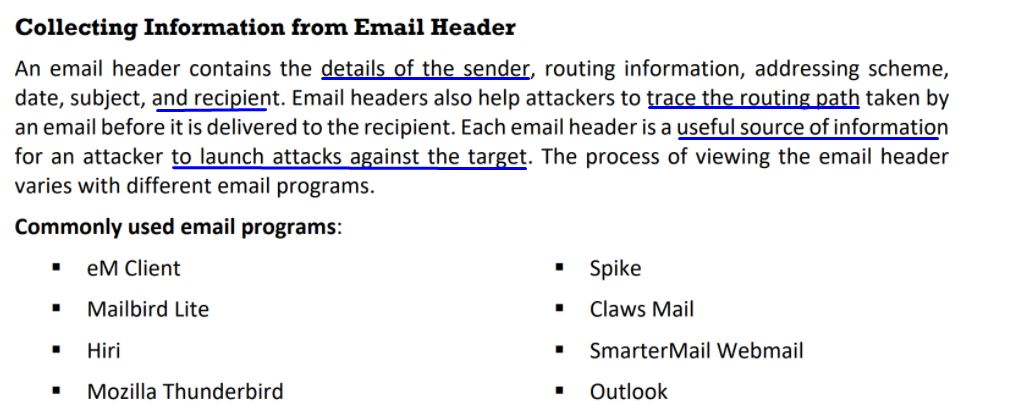 Collecting Information from Email Header
An email header contains the details of the sender, routing information, addressing scheme,
date, subject, and recipient. Email headers also help attackers to trace the routing path taken by
an email before it is delivered to the recipient. Each email header is a useful source of information
for an attacker to launch attacks against the target. The process of viewing the email header
varies with different email programs.
Commonly used email programs:
▪ eM Client
▪ Mailbird Lite
▪ Hiri
▪ Mozilla Thunderbird
▪ Spike
▪ Claws Mail
▪ SmarterMail Webmail
▪ Outlook